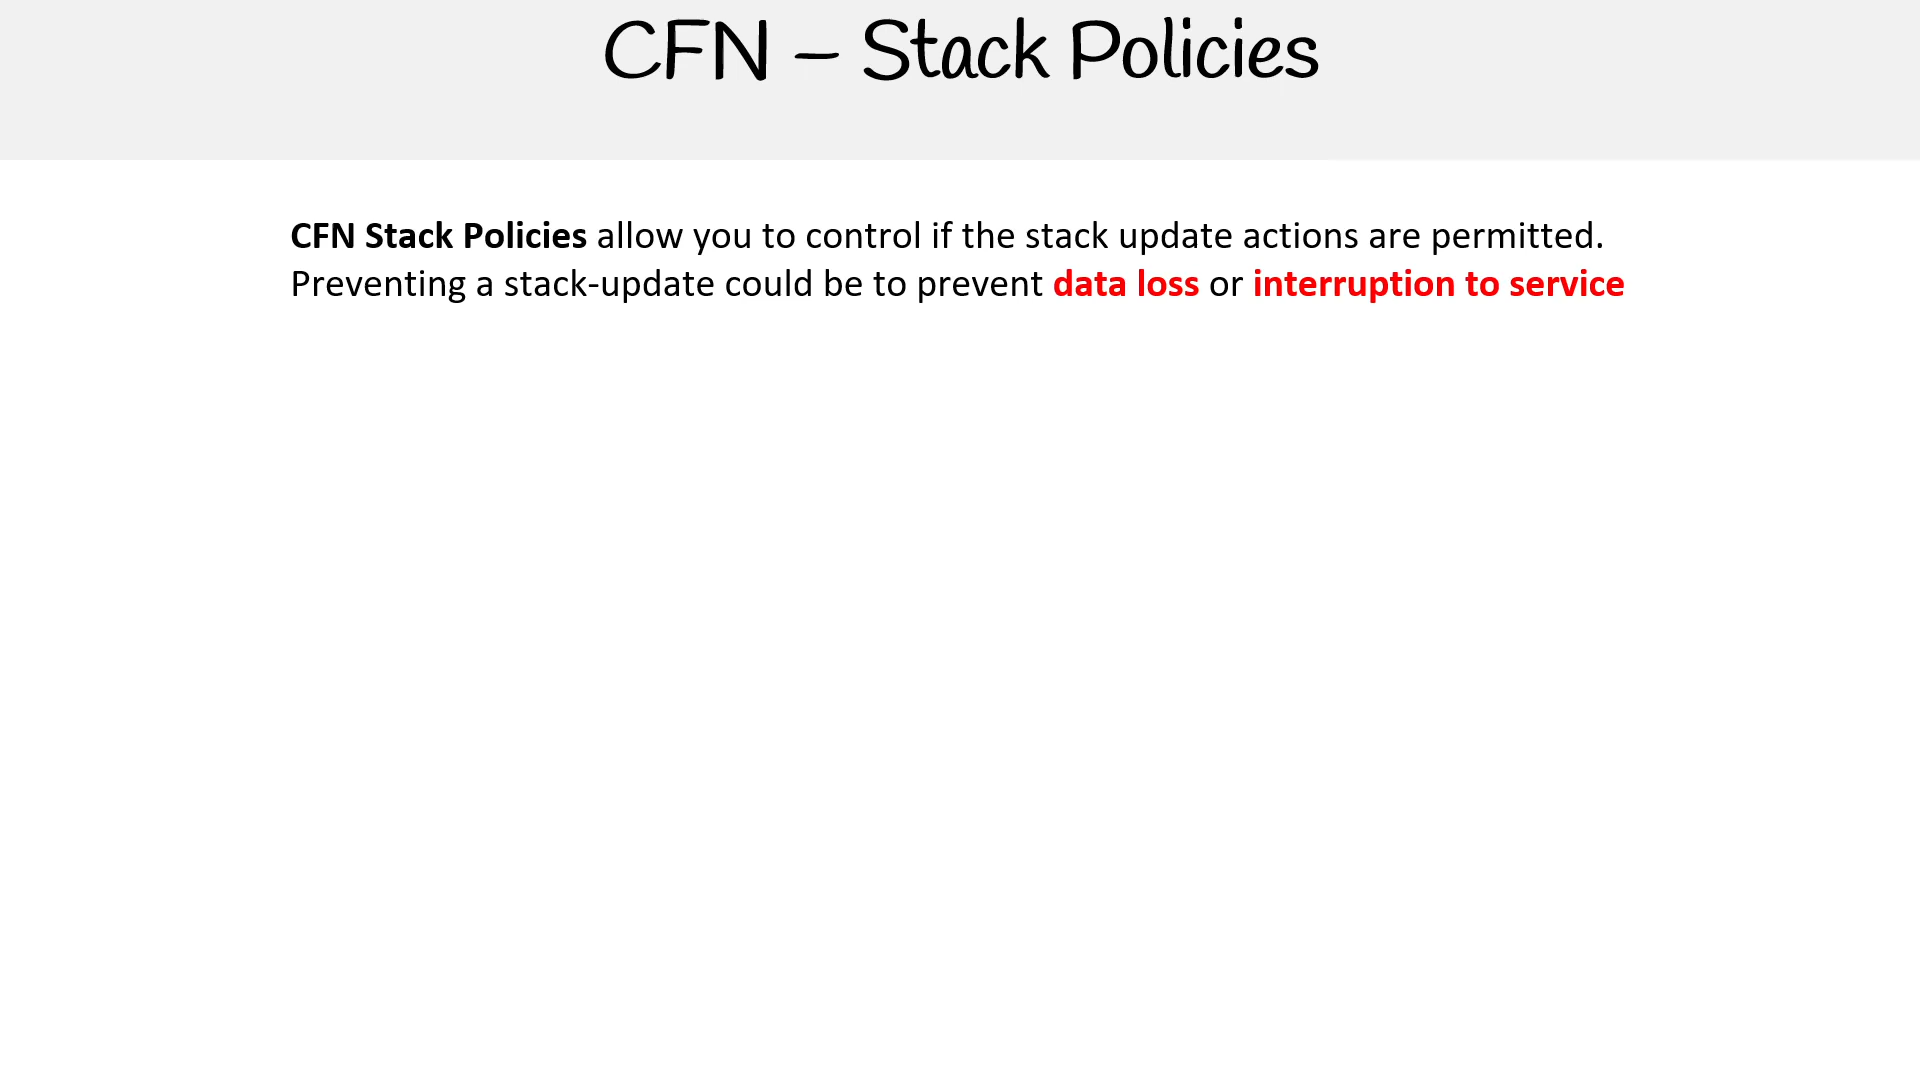 CFN – Stack Policies
CFN Stack Policies allow you to control if the stack update actions are permitted.
Preventing a stack-update could be to prevent data loss or interruption to service